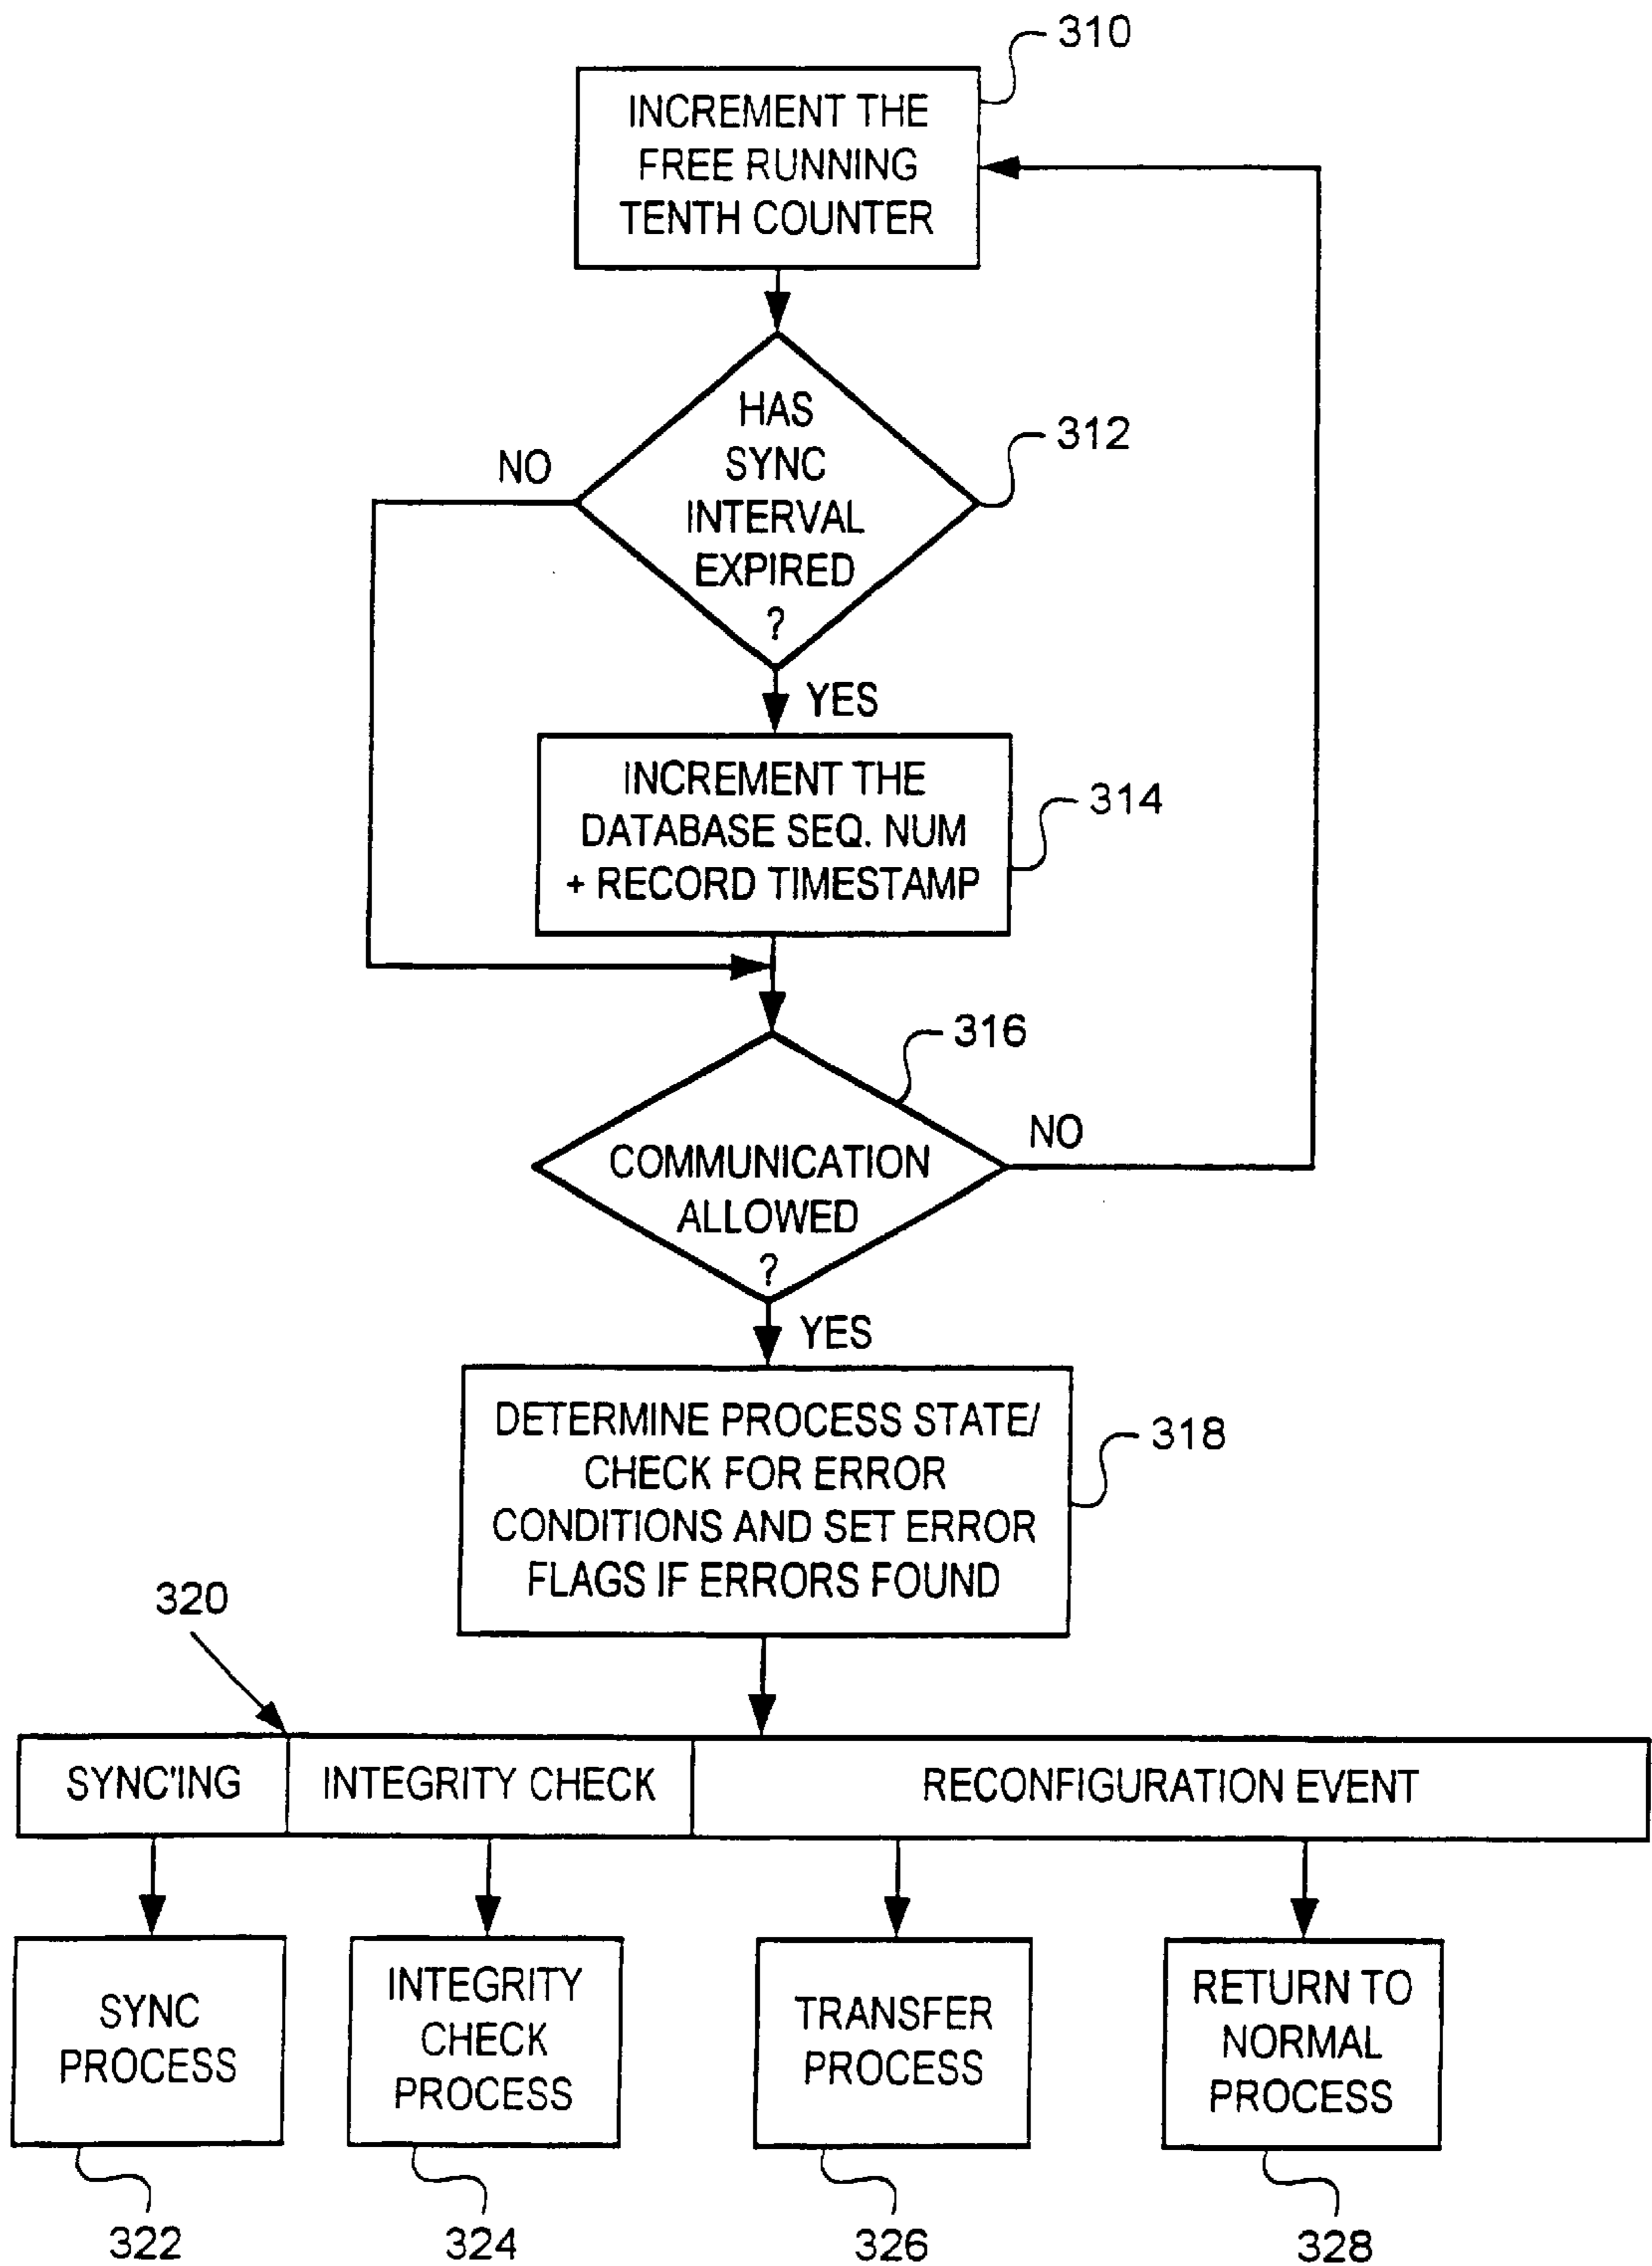 310
INCREMENT THE
FREE RUNNING
TENTH COUNTER
HAS
SYNC
INTERVAL
EXPIRED
?
312
NO
YES
INCREMENT THE
DATABASE SEQ. NUM
+ RECORD TIMESTAMP
314
316
COMMUNICATION
ALLOWED
?
NO
YES
DETERMINE PROCESS STATE/
CHECK FOR ERROR
CONDITIONS AND SET ERROR
FLAGS IF ERRORS FOUND
318
320
SYNC'ING
INTEGRITY CHECK
RECONFIGURATION EVENT
SYNC
PROCESS
INTEGRITY
CHECK
PROCESS
TRANSFER
PROCESS
RETURN TO
NORMAL
PROCESS
322
324
326
328